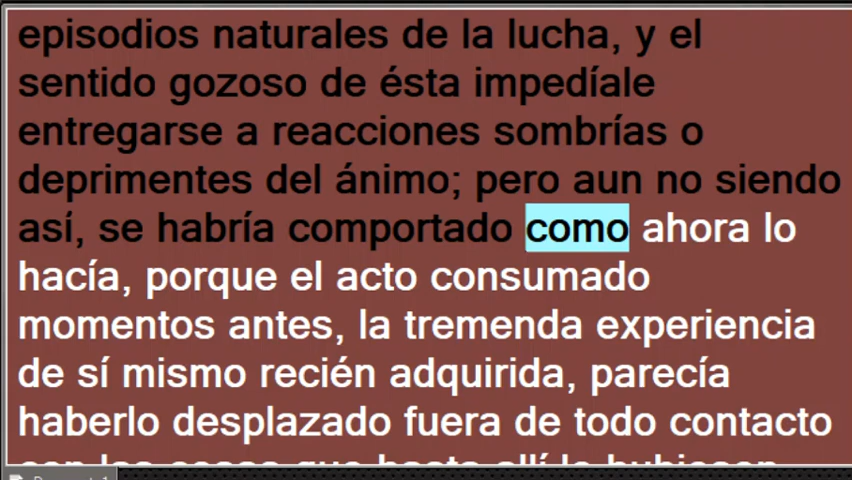 episodios naturales de la lucha, y el
sentido gozoso de ésta impedíale
entregarse a reacciones sombrías o
deprimentes del ánimo; pero aun no siendo
así, se habría comportado como ahora lo
hacía, porque el acto consumado
momentos antes, la tremenda experiencia
de sí mismo recién adquirida, parecía
haberlo desplazado fuera de todo contacto